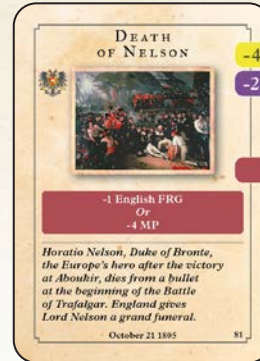 DEATH
OF NELSON
-4
-2
-1 English FRG
Or
-4 MP
Horatio Nelson, Duke of Bronte,
the Europe's hero after the victory
at Aboukir, dies from a bullet
at the beginning of the Battle
of Trafalgar. England gives
Lord Nelson a grand funeral.
October 21 1805
81